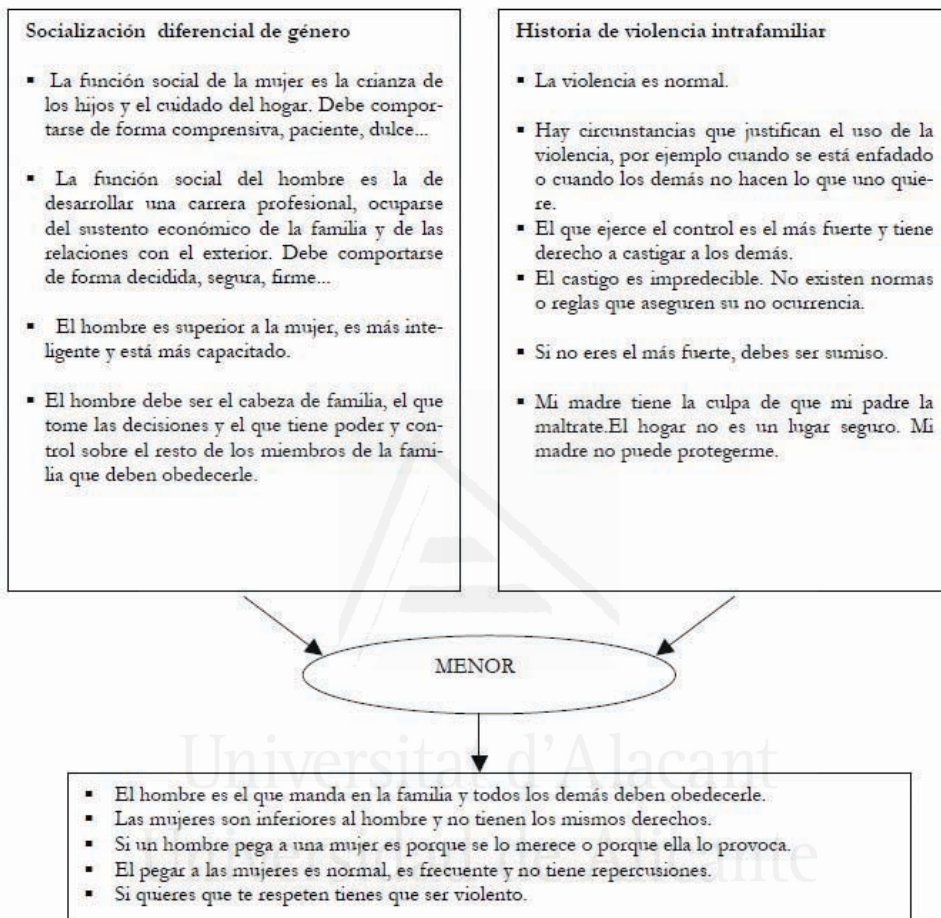 Socialización  diferencial de género
▪ La función social de la mujer es la crianza de
los hijos y el cuidado del hogar. Debe compor-
tarse de forma comprensiva, paciente, dulce...
▪ La función social del hombre es la de
desarrollar una carrera profesional, ocuparse
del sustento económico de la familia y de las
relaciones con el exterior. Debe comportarse
de forma decidida, segura, firme...
▪ El hombre es superior a la mujer, es más inte-
ligente y está más capacitado.
▪ El hombre debe ser el cabeza de familia, el que
tome las decisiones y el que tiene poder y con-
trol sobre el resto de los miembros de la fami-
lia que deben obedecerle.
Historia de violencia intrafamiliar
▪ La violencia es normal.
▪ Hay circunstancias que justifican el uso de la
violencia, por ejemplo cuando se está enfadado
o cuando los demás no hacen lo que uno quie-
re.
▪ El que ejerce el control es el más fuerte y tiene
derecho a castigar a los demás.
▪ El castigo es impredecible. No existen normas
o reglas que aseguren su no ocurrencia.
▪ Si no eres el más fuerte, debes ser sumiso.
▪ Mi madre tiene la culpa de que mi padre la
maltrate.El hogar no es un lugar seguro. Mi
madre no puede protegerme.
MENOR
Universitat d'Alacant
Universidad de Alicante
▪ El hombre es el que manda en la familia y todos los demás deben obedecerle.
▪ Las mujeres son inferiores al hombre y no tienen los mismos derechos.
▪ Si un hombre pega a una mujer es porque se lo merece o porque ella lo provoca.
▪ El pegar a las mujeres es normal, es frecuente y no tiene repercusiones.
▪ Si quieres que te respeten tienes que ser violento.